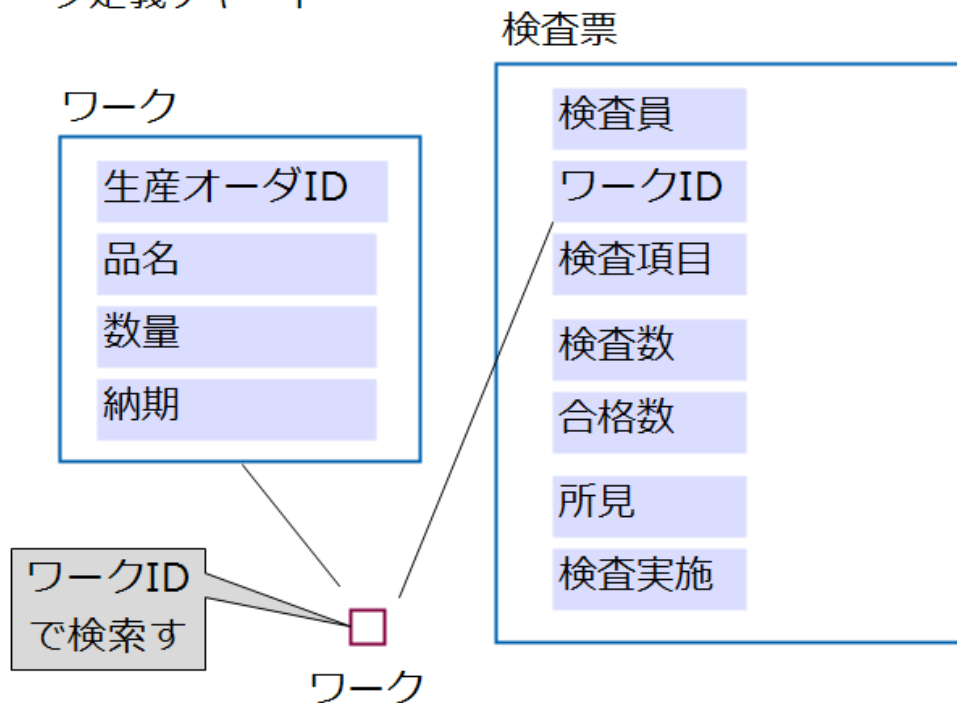 検査票
ワーク
生産オーダID
品名
数量
納期
検査員
ワークID
検査項目
検査数
合格数
所見
検査実施
ワークID
で検索す
ワーク